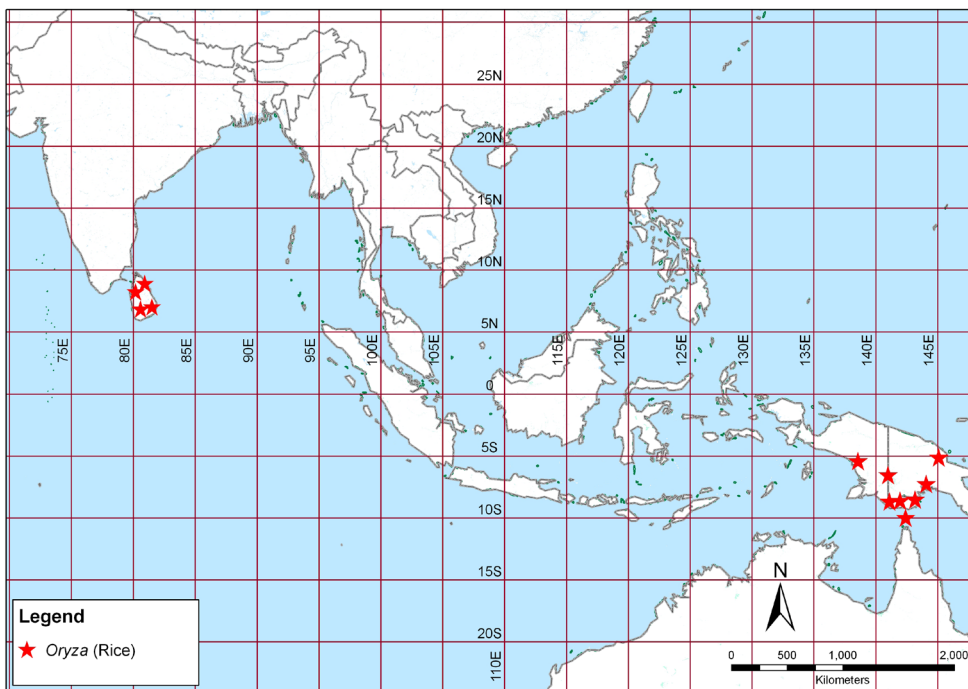 25N
20N
15N
10N
5N
75E 80E 85E 90E 95E 100E 105E 115E 120E 125E 130E 135E 140E 145E
0
5S
10S
15S
20S
110E
N
Legend
Oryza (Rice)
0 500 1,000 2,000
Kilometers